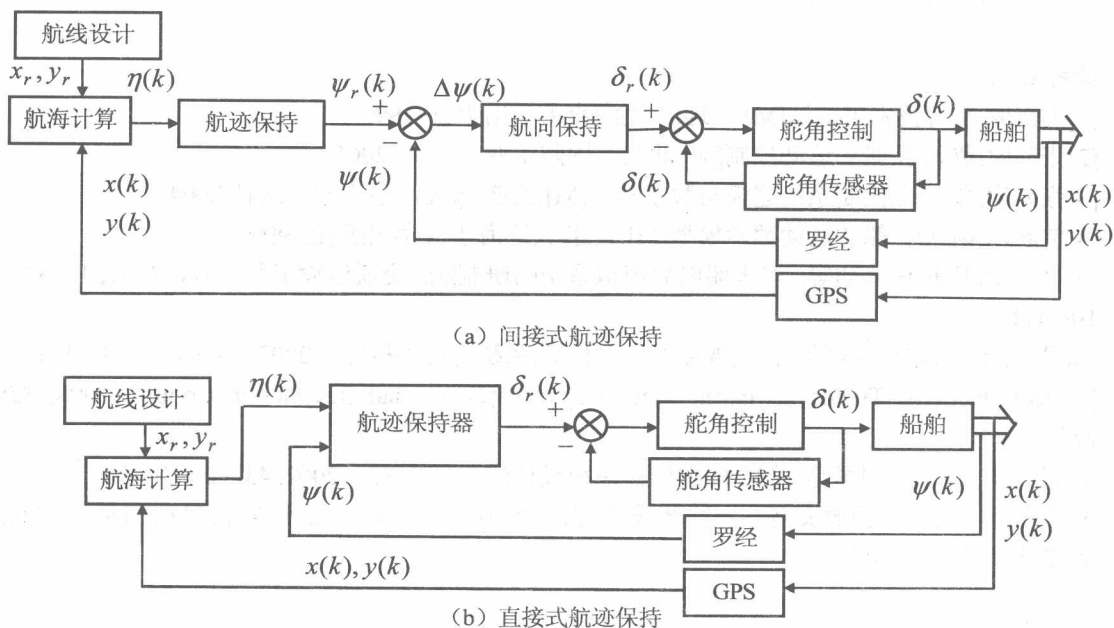 航线设计
x_r, y_r
η(k)
航海计算
航迹保持
ψ_r(k)
+
−
ψ(k)
Δψ(k)
航向保持
δ_r(k)
+
−
δ(k)
舵角控制
δ(k)
船舶
舵角传感器
ψ(k)
x(k)
y(k)
x(k)
y(k)
罗经
GPS
（a）间接式航迹保持
航线设计
x_r, y_r
η(k)
航海计算
航迹保持器
ψ(k)
δ_r(k)
+
−
舵角控制
δ(k)
船舶
舵角传感器
ψ(k)
x(k)
y(k)
罗经
x(k), y(k)
GPS
（b）直接式航迹保持